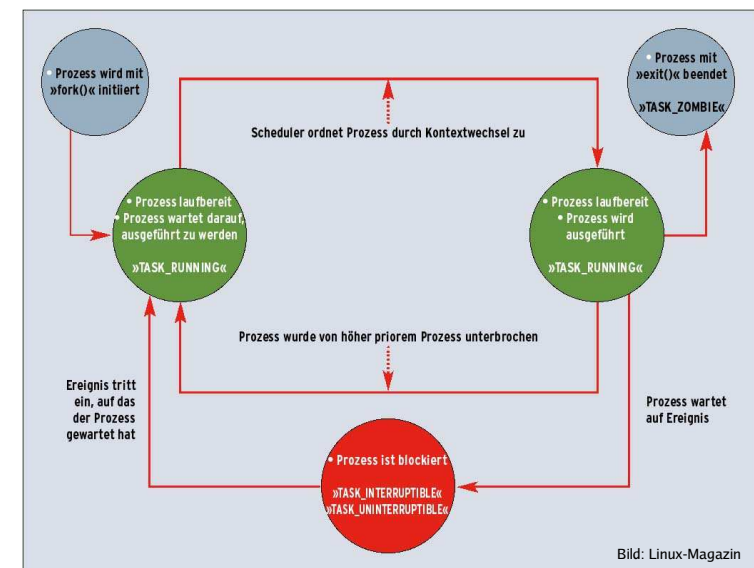 • Prozess wird mit
»fork()« initiiert
• Prozess mit
»exit()« beendet
»TASK_ZOMBIE«
Scheduler ordnet Prozess durch Kontextwechsel zu
• Prozess laufbereit
• Prozess wartet darauf,
ausgeführt zu werden
»TASK_RUNNING«
• Prozess laufbereit
• Prozess wird
ausgeführt
»TASK_RUNNING«
Prozess wurde von höher priorem Prozess unterbrochen
Ereignis tritt
ein, auf das
der Prozess
gewartet hat
Prozess wartet
auf Ereignis
• Prozess ist blockiert
»TASK_INTERRUPTIBLE«
»TASK_UNINTERRUPTIBLE«
Bild: Linux-Magazin